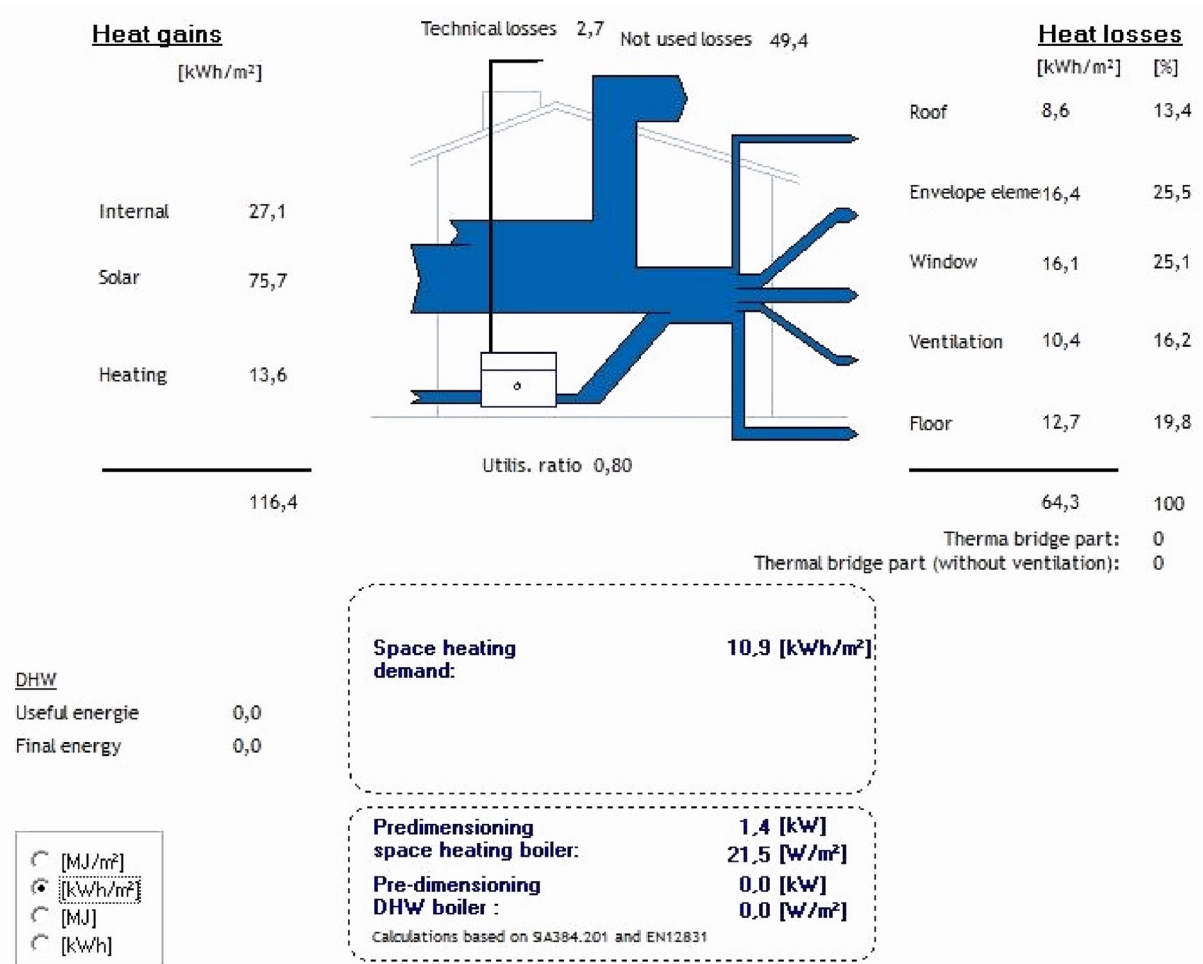 Heat gains
[kWh/m²]
Technical losses 2,7
Not used losses 49,4
Heat losses
[kWh/m²] [%]
Roof 8,6 13,4
Internal 27,1
Envelope eleme 16,4 25,5
Solar 75,7
Window 16,1 25,1
Heating 13,6
Ventilation 10,4 16,2
Floor 12,7 19,8
Utilis. ratio 0,80
116,4
64,3 100
Therma bridge part: 0
Thermal bridge part (without ventilation): 0
Space heating 10,9 [kWh/m²]
demand:
DHW
Useful energie 0,0
Final energy 0,0
Predimensioning 1,4 [kW]
space heating boiler: 21,5 [W/m²]
Pre-dimensioning 0,0 [kW]
DHW boiler : 0,0 [W/m²]
Calculations based on SIA384.201 and EN12831
[MJ/m²]
[kWh/m²]
[MJ]
[kWh]